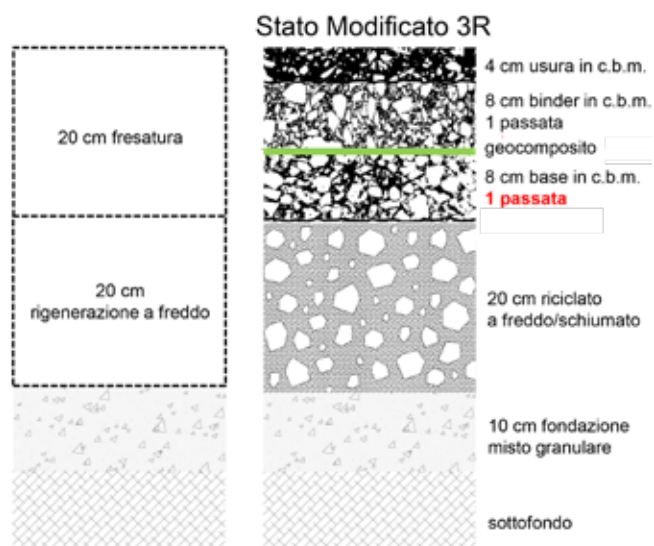 Stato Modificato 3R
20 cm fresatura
20 cm
rigenerazione a freddo
4 cm usura in c.b.m.
8 cm binder in c.b.m.
1 passata
geocomposito
8 cm base in c.b.m.
1 passata
20 cm riciclato
a freddo/schiumato
10 cm fondazione
misto granulare
sottofondo